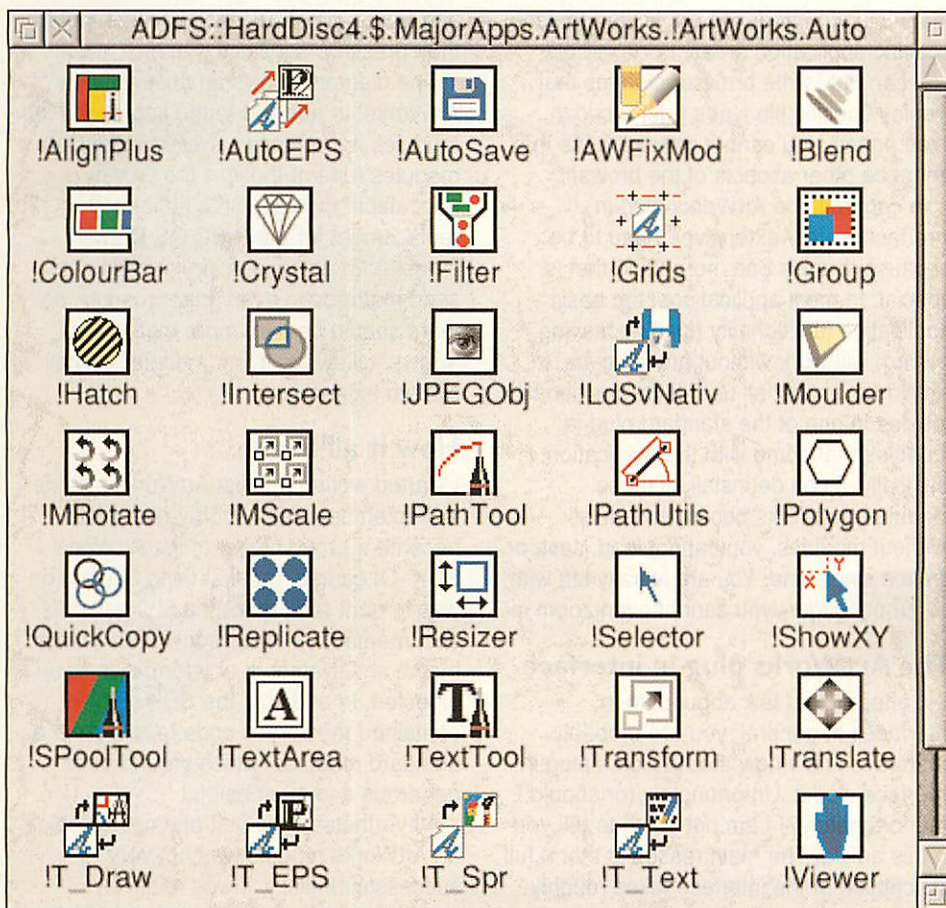 ADFS::HardDisc4.$.MajorApps.ArtWorks.!ArtWorks.Auto
!AlignPlus !AutoEPS !AutoSave !AWFixMod !Blend
!ColourBar !Crystal !Filter !Grids !Group
!Hatch !Intersect !JPEGObj !LdSvNativ !Moulder
!MRotate !MScale !PathTool !PathUtils !Polygon
!QuickCopy !Replicate !Resizer !Selector !ShowXY
!SPoolTool !TextArea !TextTool !Transform !Translate
!T_Draw !T_EPS !T_Spr !T_Text !Viewer